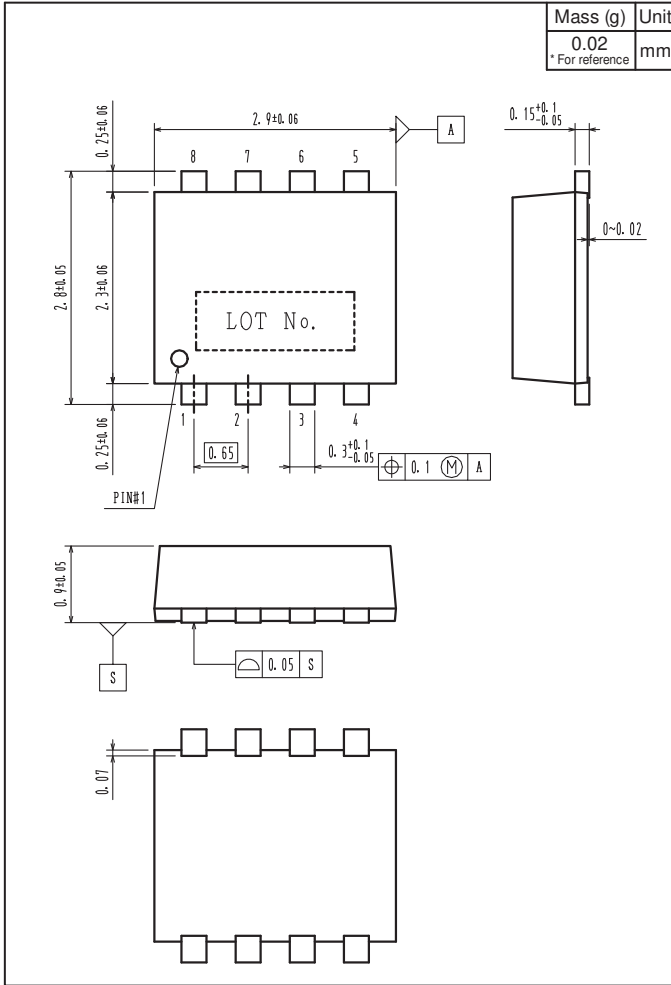 Mass (g) Unit
0.02 mm
* For reference
0.15+0.1 -0.05
2.9±0.06
A
0.25±0.06
8 7 6 5
0~0.02
2.8±0.05
2.3±0.06
LOT No.
0.25±0.06
1 2 3 4
0.65
0.3+0.1 -0.05
0.1 Ⓜ A
PIN#1
0.9±0.05
S
0.05 S
0.07